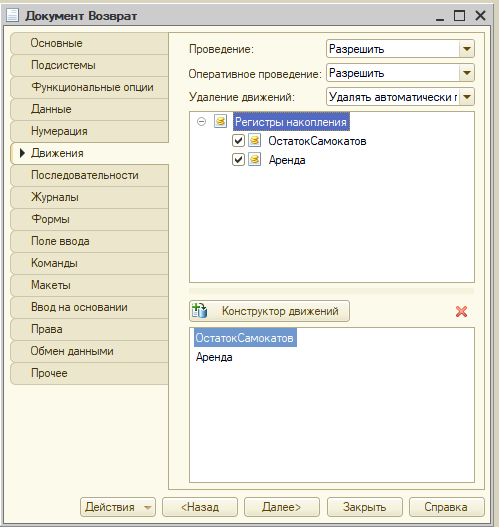 Документ Возврат
Основные
Подсистемы
Функциональные опции
Данные
Нумерация
Движения
Последовательности
Журналы
Формы
Поле ввода
Команды
Макеты
Ввод на основании
Права
Обмен данными
Прочее
Проведение: Разрешить
Оперативное проведение: Разрешить
Удаление движений: Удалять автоматически г
Регистры накопления
ОстатокСамокатов
Аренда
Конструктор движений
ОстатокСамокатов
Аренда
Действия <Назад Далее> Закрыть Справка